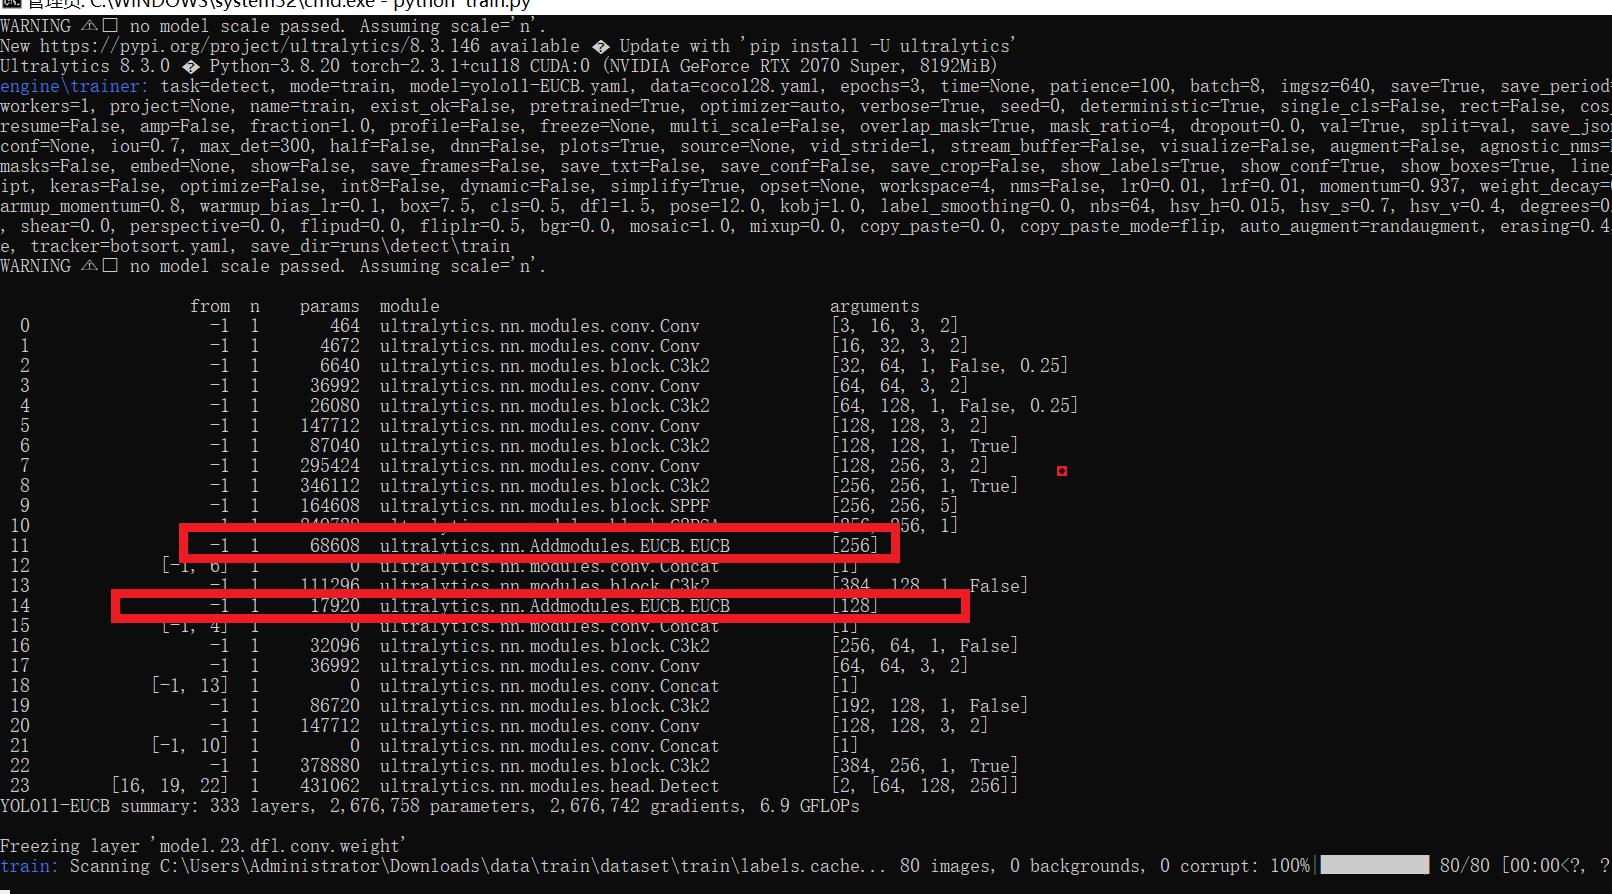 管理员: C:\WINDOWS\system32\cmd.exe - python train.py
WARNING ⚠□ no model scale passed. Assuming scale='n'.
New https://pypi.org/project/ultralytics/8.3.146 available � Update with 'pip install -U ultralytics'
Ultralytics 8.3.0 � Python-3.8.20 torch-2.3.1+cu118 CUDA:0 (NVIDIA GeForce RTX 2070 Super, 8192MiB)
engine\trainer: task=detect, mode=train, model=yolo11-EUCB.yaml, data=coco128.yaml, epochs=3, time=None, patience=100, batch=8, imgsz=640, save=True, save_period=
workers=1, project=None, name=train, exist_ok=False, pretrained=True, optimizer=auto, verbose=True, seed=0, deterministic=True, single_cls=False, rect=False, cos_
resume=False, amp=False, fraction=1.0, profile=False, freeze=None, multi_scale=False, overlap_mask=True, mask_ratio=4, dropout=0.0, val=True, split=val, save_json
conf=None, iou=0.7, max_det=300, half=False, dnn=False, plots=True, source=None, vid_stride=1, stream_buffer=False, visualize=False, augment=False, agnostic_nms=
masks=False, embed=None, show=False, save_frames=False, save_txt=False, save_conf=False, save_crop=False, show_labels=True, show_conf=True, show_boxes=True, line_
ipt, keras=False, optimize=False, int8=False, dynamic=False, simplify=True, opset=None, workspace=4, nms=False, lr0=0.01, lrf=0.01, momentum=0.937, weight_decay=
armup_momentum=0.8, warmup_bias_lr=0.1, box=7.5, cls=0.5, dfl=1.5, pose=12.0, kobj=1.0, label_smoothing=0.0, nbs=64, hsv_h=0.015, hsv_s=0.7, hsv_v=0.4, degrees=0.
, shear=0.0, perspective=0.0, flipud=0.0, fliplr=0.5, bgr=0.0, mosaic=1.0, mixup=0.0, copy_paste=0.0, copy_paste_mode=flip, auto_augment=randaugment, erasing=0.4,
e, tracker=botsort.yaml, save_dir=runs\detect\train
WARNING ⚠□ no model scale passed. Assuming scale='n'.
from n params module arguments
0 -1 1 464 ultralytics.nn.modules.conv.Conv [3, 16, 3, 2]
1 -1 1 4672 ultralytics.nn.modules.conv.Conv [16, 32, 3, 2]
2 -1 1 6640 ultralytics.nn.modules.block.C3k2 [32, 64, 1, False, 0.25]
3 -1 1 36992 ultralytics.nn.modules.conv.Conv [64, 64, 3, 2]
4 -1 1 26080 ultralytics.nn.modules.block.C3k2 [64, 128, 1, False, 0.25]
5 -1 1 147712 ultralytics.nn.modules.conv.Conv [128, 128, 3, 2]
6 -1 1 87040 ultralytics.nn.modules.block.C3k2 [128, 128, 1, True]
7 -1 1 295424 ultralytics.nn.modules.conv.Conv [128, 256, 3, 2]
8 -1 1 346112 ultralytics.nn.modules.block.C3k2 [256, 256, 1, True]
9 -1 1 164608 ultralytics.nn.modules.block.SPPF [256, 256, 5]
10 -1 1 249728 ultralytics.nn.modules.block.C2PSA [256, 256, 1]
11 -1 1 68608 ultralytics.nn.Addmodules.EUCB.EUCB [256]
12 [-1, 6] 1 0 ultralytics.nn.modules.conv.Concat [1]
13 -1 1 111296 ultralytics.nn.modules.block.C3k2 [384, 128, 1, False]
14 -1 1 17920 ultralytics.nn.Addmodules.EUCB.EUCB [128]
15 [-1, 4] 1 0 ultralytics.nn.modules.conv.Concat [1]
16 -1 1 32096 ultralytics.nn.modules.block.C3k2 [256, 64, 1, False]
17 -1 1 36992 ultralytics.nn.modules.conv.Conv [64, 64, 3, 2]
18 [-1, 13] 1 0 ultralytics.nn.modules.conv.Concat [1]
19 -1 1 86720 ultralytics.nn.modules.block.C3k2 [192, 128, 1, False]
20 -1 1 147712 ultralytics.nn.modules.conv.Conv [128, 128, 3, 2]
21 [-1, 10] 1 0 ultralytics.nn.modules.conv.Concat [1]
22 -1 1 378880 ultralytics.nn.modules.block.C3k2 [384, 256, 1, True]
23 [16, 19, 22] 1 431062 ultralytics.nn.modules.head.Detect [2, [64, 128, 256]]
YOLO11-EUCB summary: 333 layers, 2,676,758 parameters, 2,676,742 gradients, 6.9 GFLOPs
Freezing layer 'model.23.dfl.conv.weight'
train: Scanning C:\Users\Administrator\Downloads\data\train\dataset\train\labels.cache... 80 images, 0 backgrounds, 0 corrupt: 100%|██████████| 80/80 [00:00<?, ?